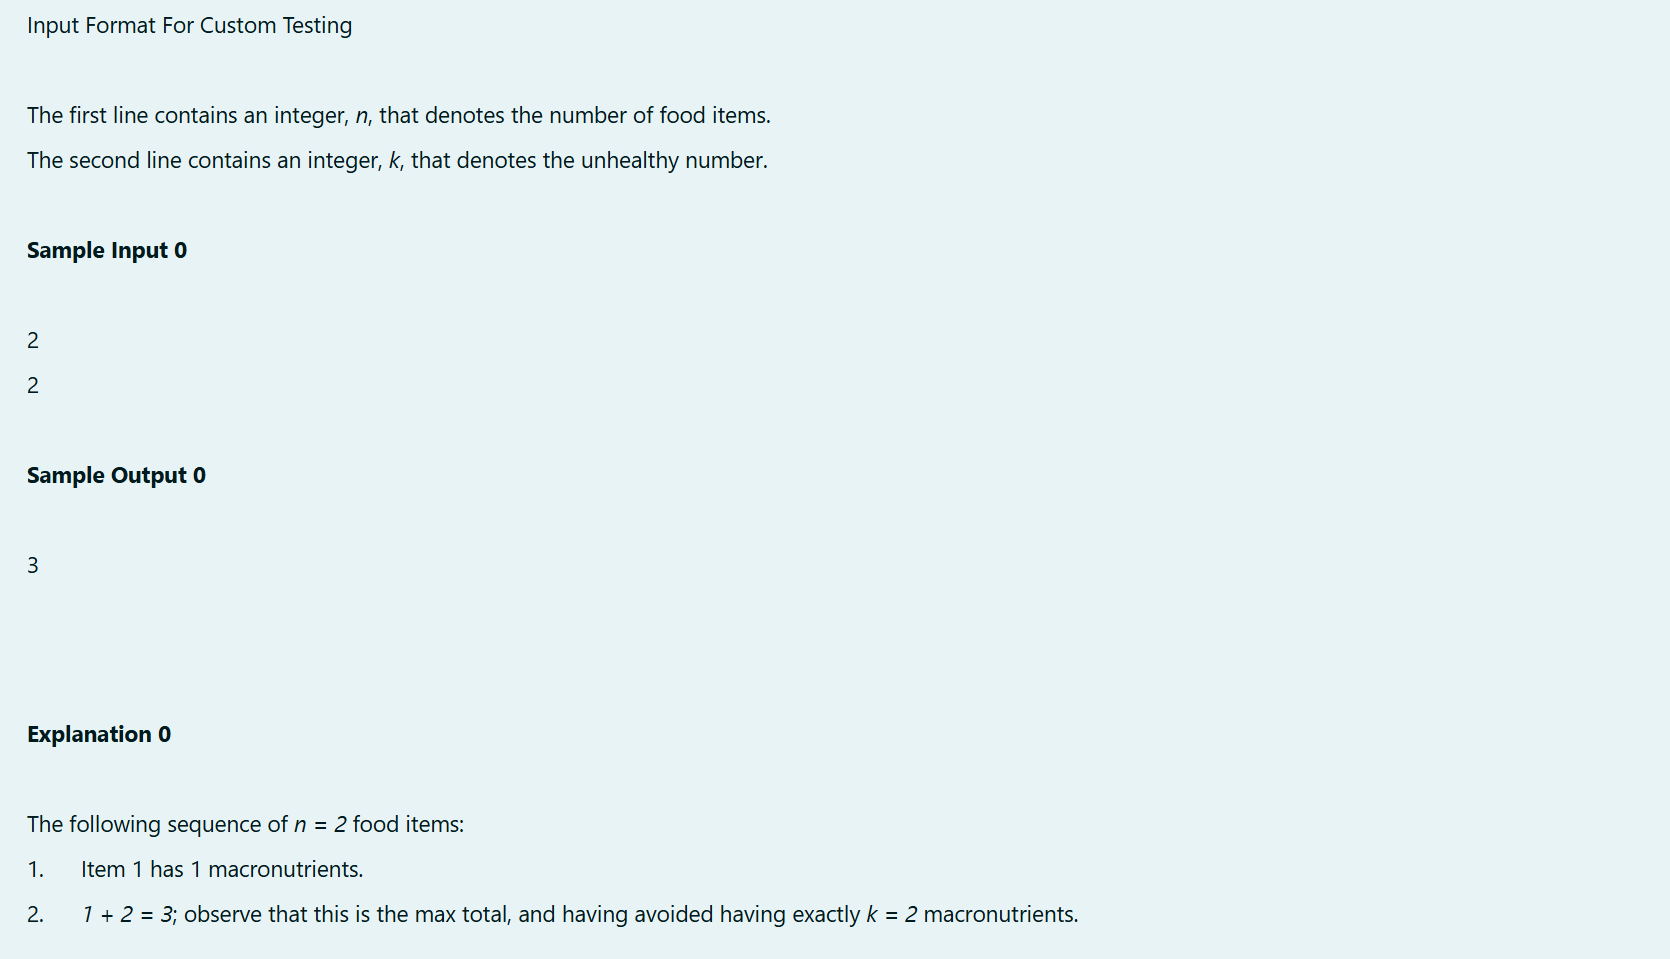 Input Format For Custom Testing
The first line contains an integer, n, that denotes the number of food items.
The second line contains an integer, k, that denotes the unhealthy number.
Sample Input 0
2
2
Sample Output 0
3
Explanation 0
The following sequence of n = 2 food items:
1. Item 1 has 1 macronutrients.
2. 1 + 2 = 3; observe that this is the max total, and having avoided having exactly k = 2 macronutrients.